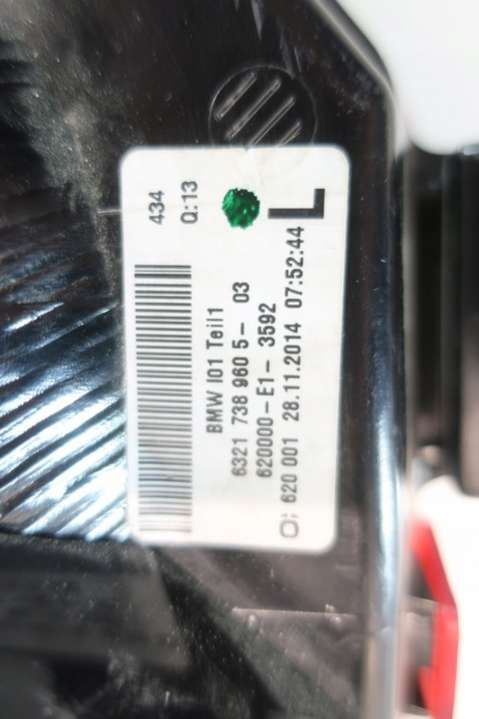 434
Q:13
L
BMW I01 Teil1
6321 738 960 5- 03
620000-E1- 3592
O; 620 001 28.11.2014 07:52:44